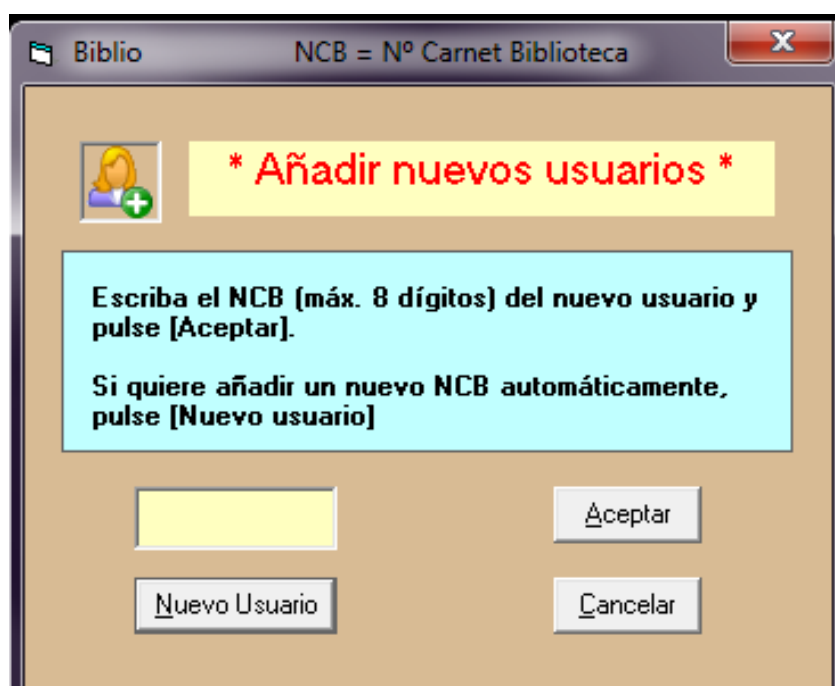 Biblio NCB = Nº Carnet Biblioteca
* Añadir nuevos usuarios *
Escriba el NCB (máx. 8 dígitos) del nuevo usuario y
pulse [Aceptar].
Si quiere añadir un nuevo NCB automáticamente,
pulse [Nuevo usuario]
Aceptar
Nuevo Usuario
Cancelar